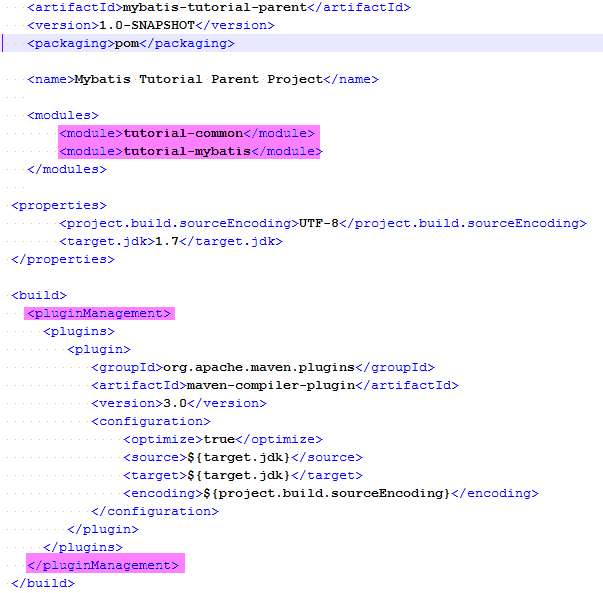 <artifactId>mybatis-tutorial-parent</artifactId>
<version>1.0-SNAPSHOT</version>
<packaging>pom</packaging>
<name>Mybatis Tutorial Parent Project</name>
<modules>
<module>tutorial-common</module>
<module>tutorial-mybatis</module>
</modules>
<properties>
<project.build.sourceEncoding>UTF-8</project.build.sourceEncoding>
<target.jdk>1.7</target.jdk>
</properties>
<build>
<pluginManagement>
<plugins>
<plugin>
<groupId>org.apache.maven.plugins</groupId>
<artifactId>maven-compiler-plugin</artifactId>
<version>3.0</version>
<configuration>
<optimize>true</optimize>
<source>${target.jdk}</source>
<target>${target.jdk}</target>
<encoding>${project.build.sourceEncoding}</encoding>
</configuration>
</plugin>
</plugins>
</pluginManagement>
</build>